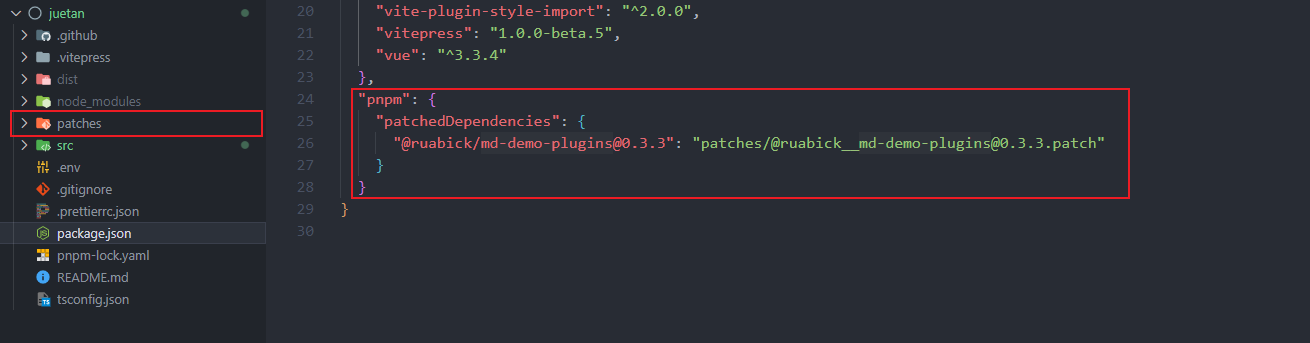 juetan
.github
.vitepress
dist
node_modules
patches
src
.env
.gitignore
.prettierrc.json
package.json
pnpm-lock.yaml
README.md
tsconfig.json
20 "vite-plugin-style-import": "^2.0.0",
21 "vitepress": "1.0.0-beta.5",
22 "vue": "^3.3.4"
23 },
24 "pnpm": {
25 "patchedDependencies": {
26 "@ruabick/md-demo-plugins@0.3.3": "patches/@ruabick__md-demo-plugins@0.3.3.patch"
27 }
28 }
29 }
30